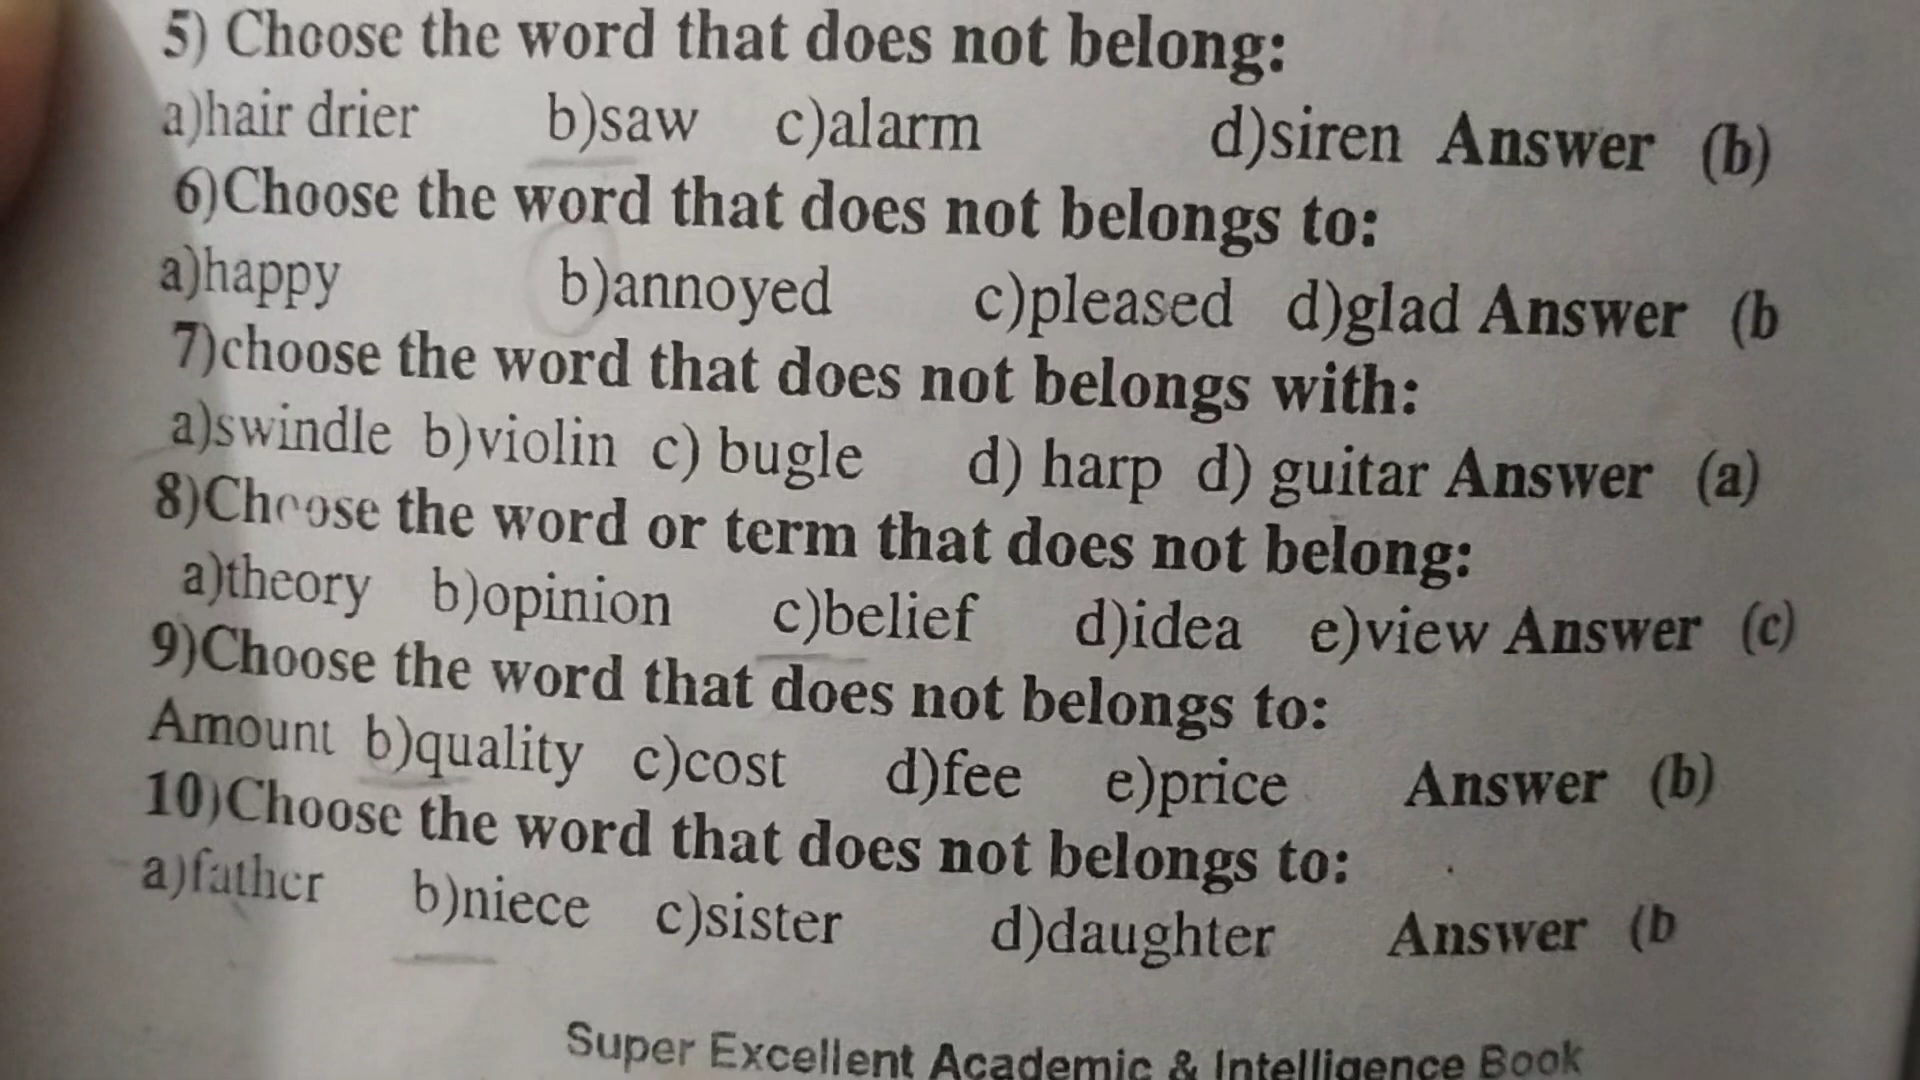 5) Choose the word that does not belong:
a)hair drier b)saw c)alarm d)siren Answer (b)
6)Choose the word that does not belongs to:
a)happy b)annoyed c)pleased d)glad Answer (b
7)choose the word that does not belongs with:
a)swindle b)violin c) bugle d) harp d) guitar Answer (a)
8)Choose the word or term that does not belong:
a)theory b)opinion c)belief d)idea e)view Answer (c)
9)Choose the word that does not belongs to:
Amount b)quality c)cost d)fee e)price Answer (b)
10)Choose the word that does not belongs to:
a)father b)niece c)sister d)daughter Answer (b
Super Excellent Academic & Intelligence Book